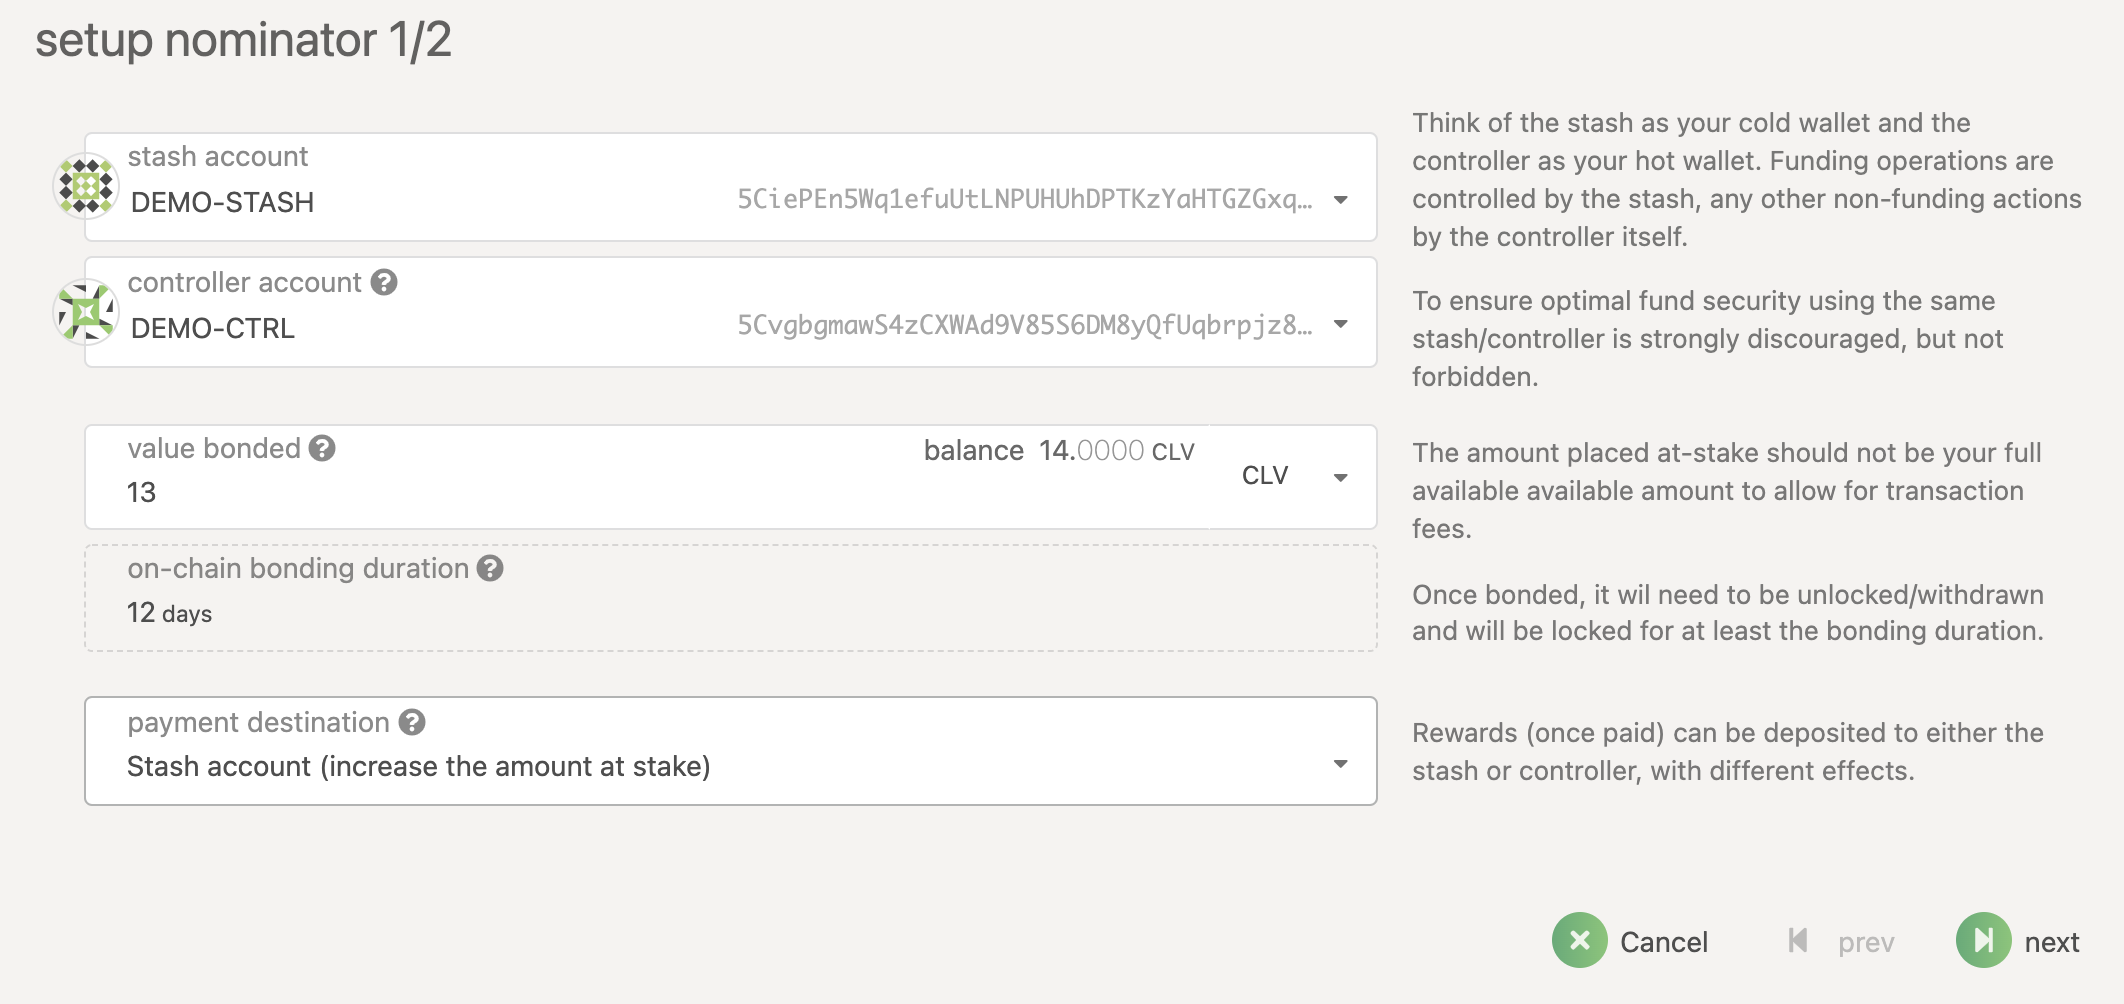 setup nominator 1/2
stash account
DEMO-STASH
5CiePEn5Wq1efuUtLNPUHUhDPTKzYaHTGZGxq…
Think of the stash as your cold wallet and the
controller as your hot wallet. Funding operations are
controlled by the stash, any other non-funding actions
by the controller itself.
controller account ?
DEMO-CTRL
5CvgbgmawS4zCXWAd9V85S6DM8yQfUqbrpjz8…
To ensure optimal fund security using the same
stash/controller is strongly discouraged, but not
forbidden.
value bonded ?
13
balance 14.0000 CLV
CLV
The amount placed at-stake should not be your full
available available amount to allow for transaction
fees.
on-chain bonding duration ?
12 days
Once bonded, it wil need to be unlocked/withdrawn
and will be locked for at least the bonding duration.
payment destination ?
Stash account (increase the amount at stake)
Rewards (once paid) can be deposited to either the
stash or controller, with different effects.
Cancel
prev
next